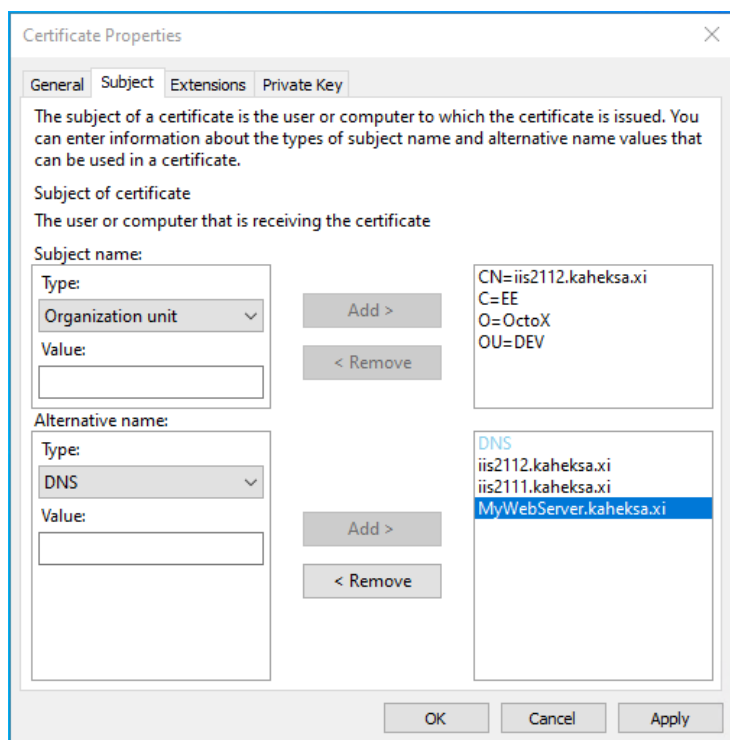 Certificate Properties
General Subject Extensions Private Key
The subject of a certificate is the user or computer to which the certificate is issued. You
can enter information about the types of subject name and alternative name values that
can be used in a certificate.
Subject of certificate
The user or computer that is receiving the certificate
Subject name:
Type:
Organization unit
Value:
Add >
< Remove
CN=iis2112.kaheksa.xi
C=EE
O=OctoX
OU=DEV
Alternative name:
Type:
DNS
Value:
Add >
< Remove
DNS
iis2112.kaheksa.xi
iis2111.kaheksa.xi
MyWebServer.kaheksa.xi
OK Cancel Apply